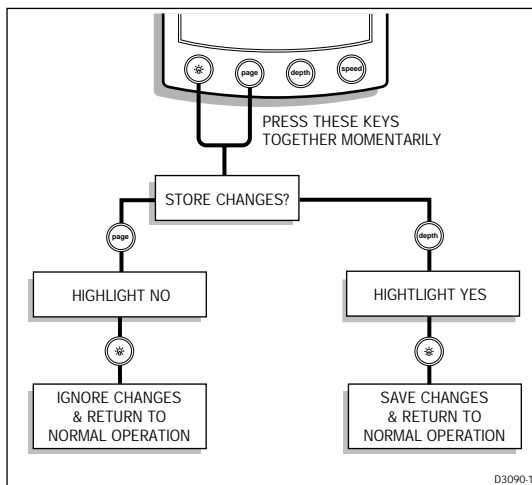 page
depth
speed
PRESS THESE KEYS
TOGETHER MOMENTARILY
STORE CHANGES?
page
depth
HIGHLIGHT NO
HIGHTLIGHT YES
IGNORE CHANGES
& RETURN TO
NORMAL OPERATION
SAVE CHANGES
& RETURN TO
NORMAL OPERATION
D3090-1